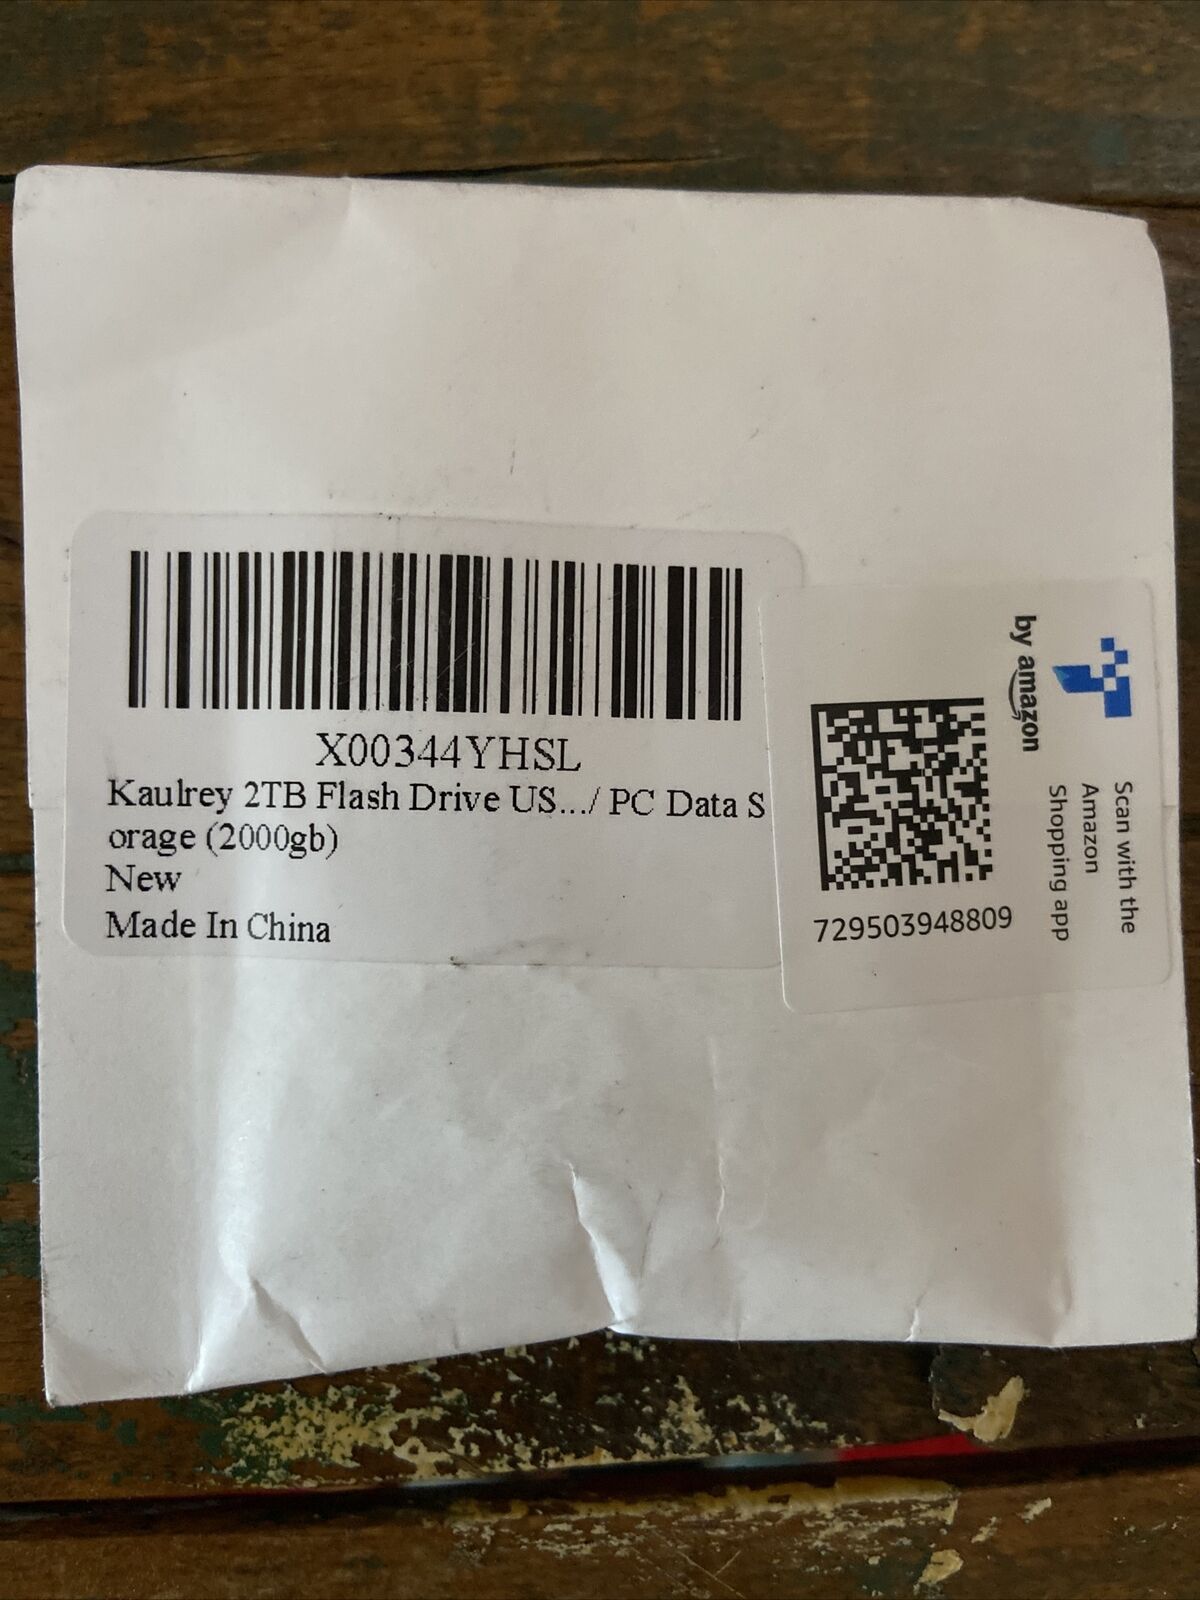 X00344YHSL
Kaulrey 2TB Flash Drive US.../ PC Data S
orage (2000gb)
New
Made In China
729503948809
by amazon
Scan with the
Amazon
Shopping app